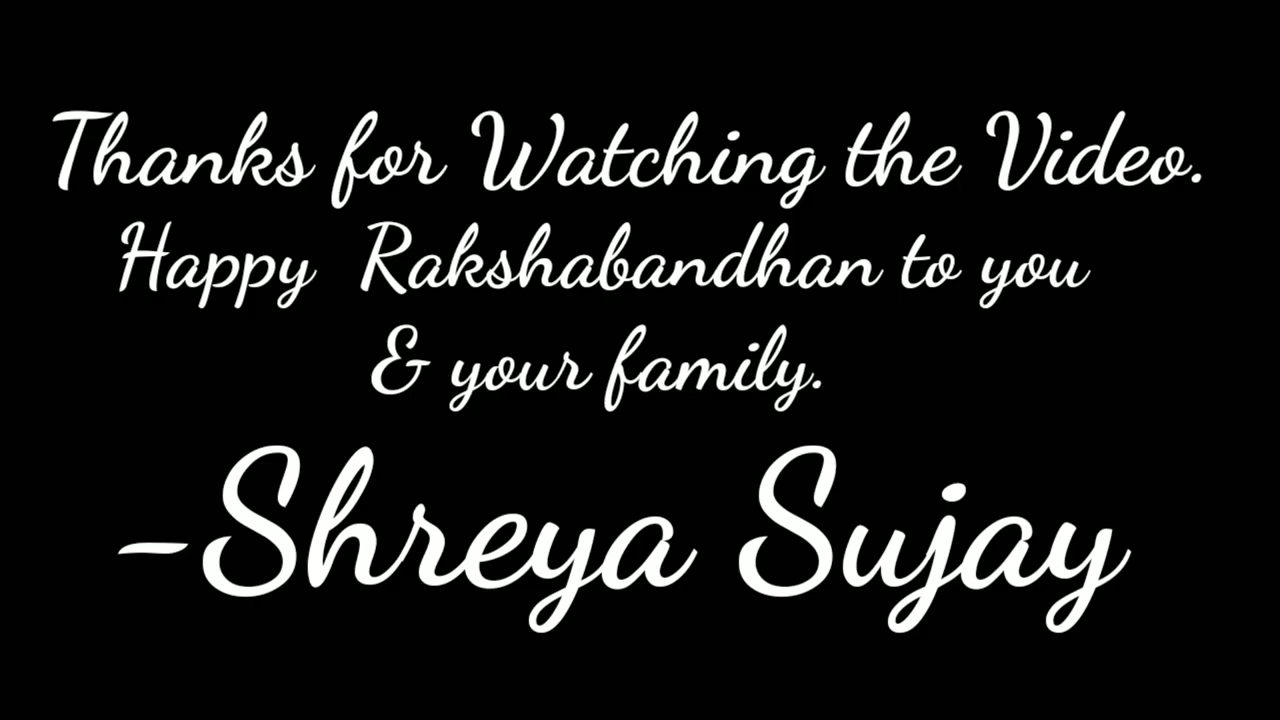 Thanks for Watching the Video.
Happy Rakshabandhan to you
& your family.
-Shreya Sujay